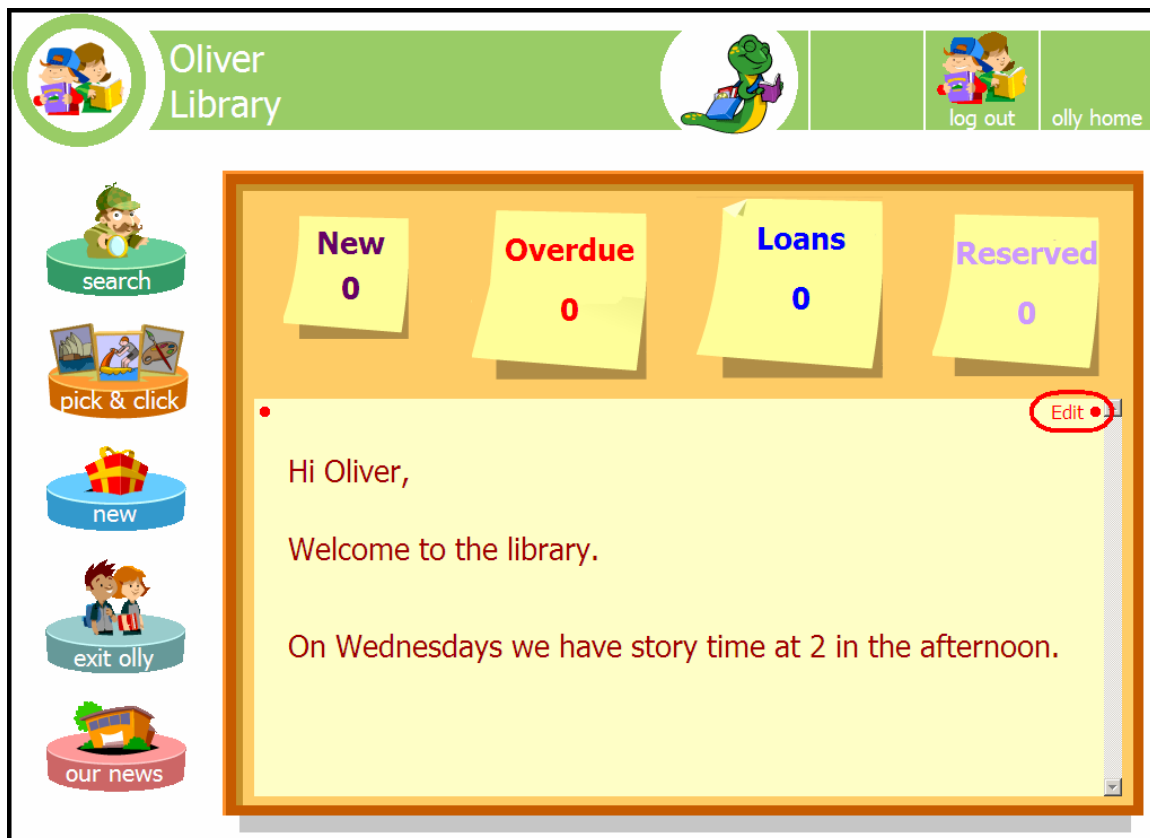 Oliver
Library
log out
olly home
search
pick & click
new
exit olly
our news
New
0
Overdue
0
Loans
0
Reserved
0
Edit
Hi Oliver,
Welcome to the library.
On Wednesdays we have story time at 2 in the afternoon.